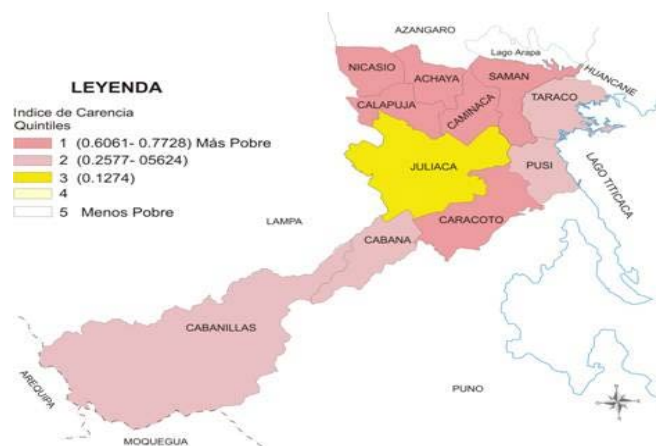 AZANGARO
Lago Arapa
HUANCANE
NICASIO
ACHAYA
SAMAN
TARACO
CALAPUJA
CAMINACA
LEYENDA
Indice de Carencia
Quintiles
1 (0.6061- 0.7728) Más Pobre
2 (0.2577- 05624)
3 (0.1274)
4
5 Menos Pobre
JULIACA
PUSI
LAGO TITICACA
LAMPA
CARACOTO
CABANA
CABANILLAS
AREQUIPA
PUNO
MOQUEGUA